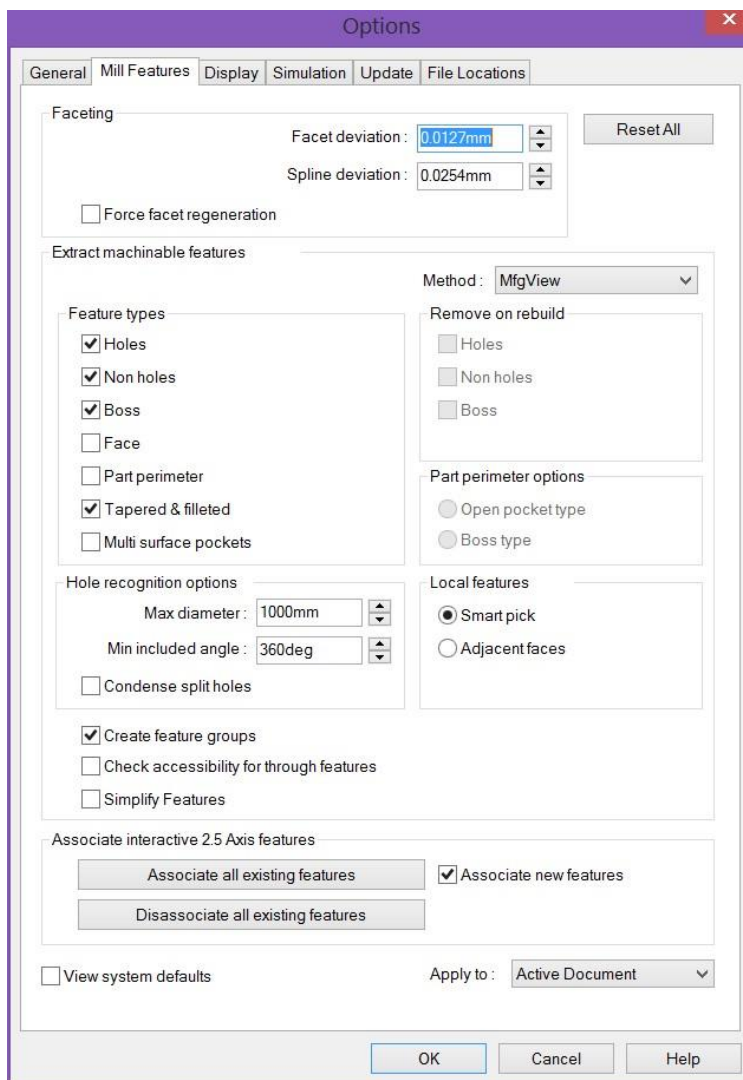 Options
General Mill Features Display Simulation Update File Locations
Faceting
Facet deviation : 0.0127mm
Reset All
Spline deviation : 0.0254mm
Force facet regeneration
Extract machinable features
Method : MfgView
Feature types
Holes
Non holes
Boss
Face
Part perimeter
Tapered & filleted
Multi surface pockets
Remove on rebuild
Holes
Non holes
Boss
Part perimeter options
Open pocket type
Boss type
Hole recognition options
Max diameter : 1000mm
Min included angle : 360deg
Condense split holes
Local features
Smart pick
Adjacent faces
Create feature groups
Check accessibility for through features
Simplify Features
Associate interactive 2.5 Axis features
Associate all existing features
Associate new features
Disassociate all existing features
View system defaults
Apply to : Active Document
OK Cancel Help